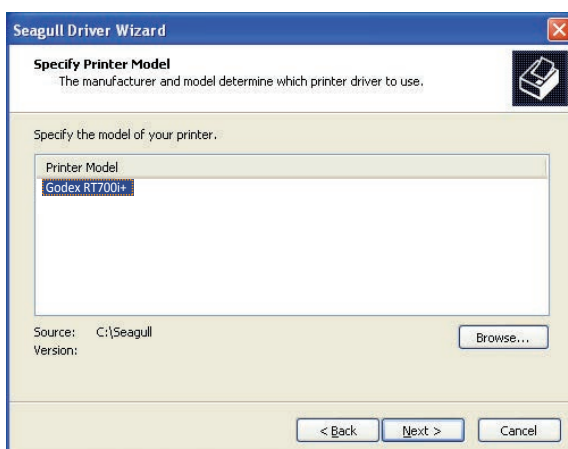 Seagull Driver Wizard
Specify Printer Model
The manufacturer and model determine which printer driver to use.
Specify the model of your printer.
Printer Model
Godex RT700i+
Source: C:\Seagull
Browse...
Version:
< Back Next > Cancel